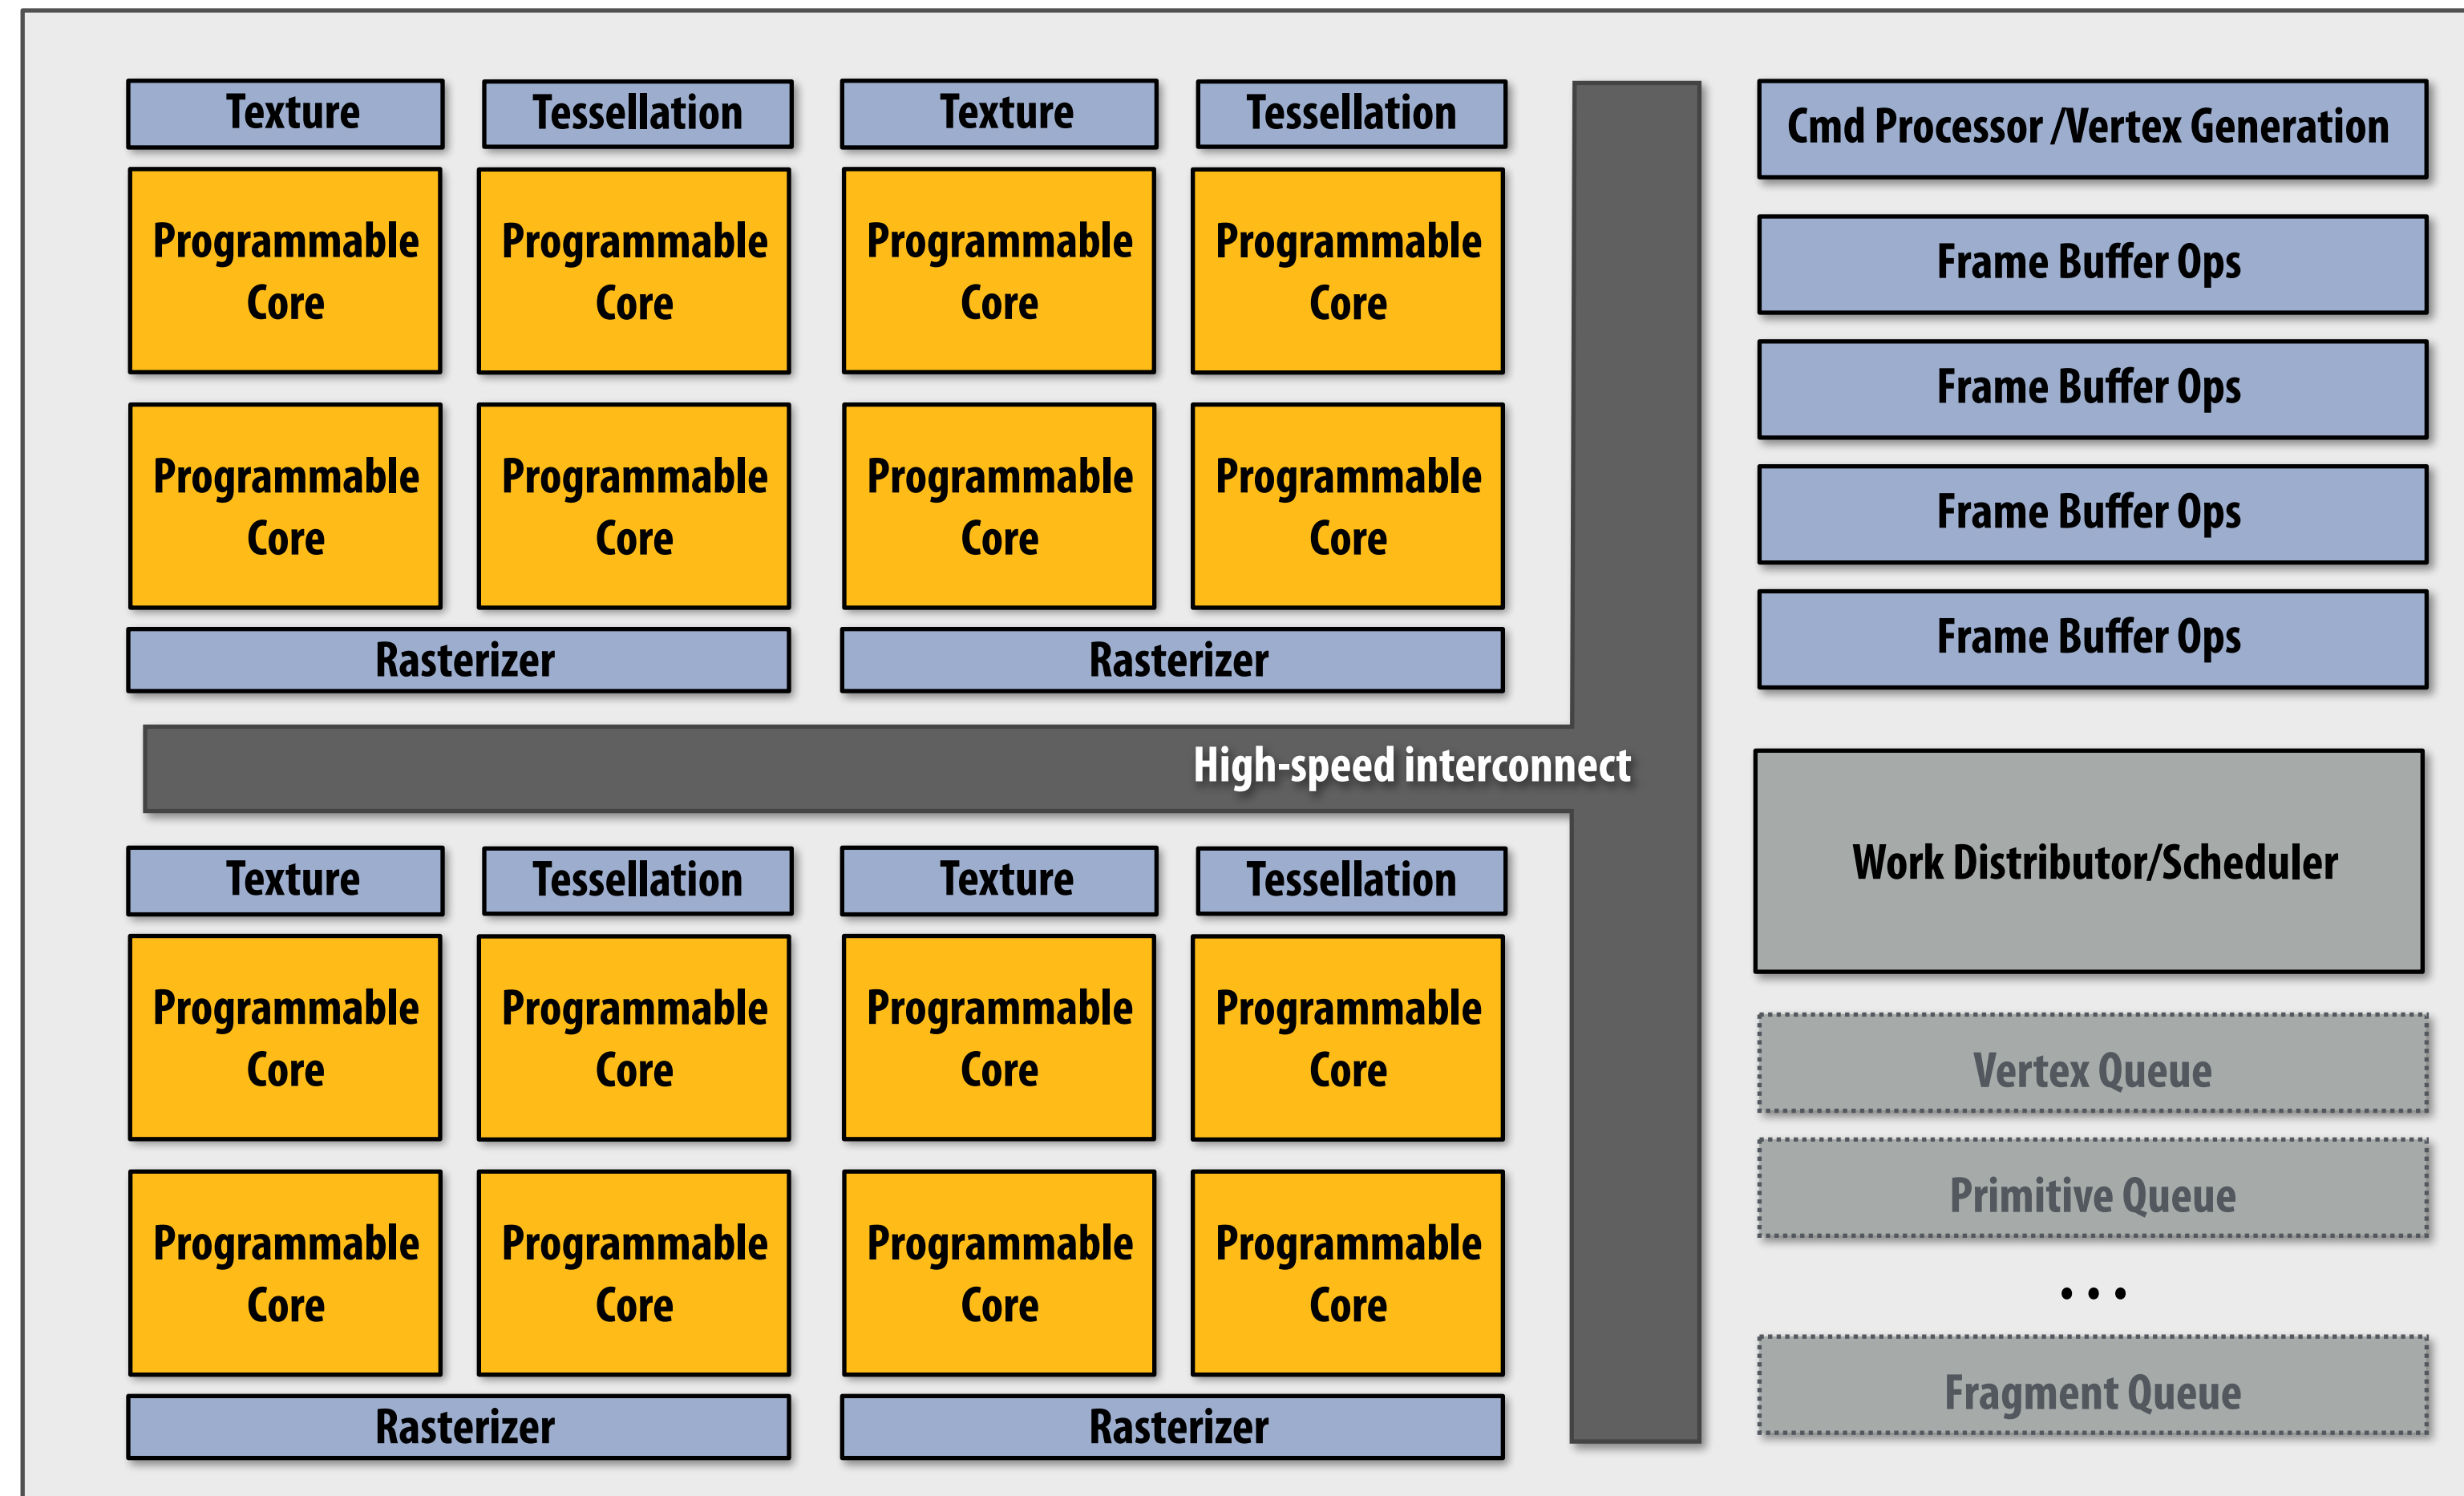 Texture
Tessellation
Texture
Tessellation
Programmable
Core
Programmable
Core
Programmable
Core
Programmable
Core
Programmable
Core
Programmable
Core
Programmable
Core
Programmable
Core
Rasterizer
Rasterizer
High-speed interconnect
Texture
Tessellation
Texture
Tessellation
Programmable
Core
Programmable
Core
Programmable
Core
Programmable
Core
Programmable
Core
Programmable
Core
Programmable
Core
Programmable
Core
Rasterizer
Rasterizer
Cmd Processor /Vertex Generation
Frame Buffer Ops
Frame Buffer Ops
Frame Buffer Ops
Frame Buffer Ops
Work Distributor/Scheduler
Vertex Queue
Primitive Queue
. . .
Fragment Queue